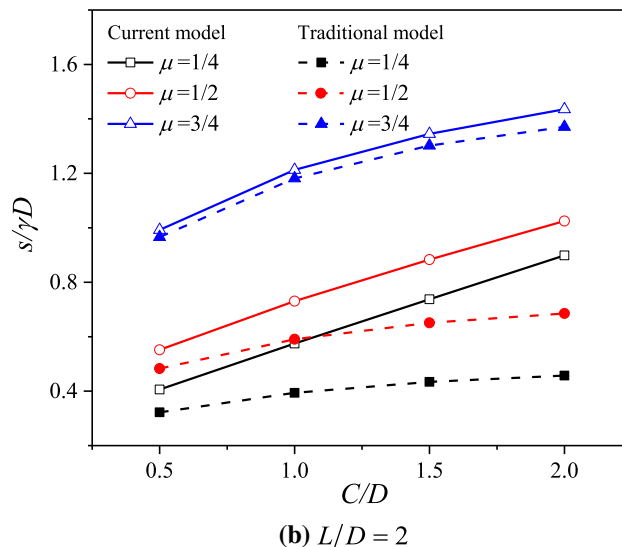 Current model Traditional model
μ=1/4 μ=1/4
μ=1/2 μ=1/2
μ=3/4 μ=3/4
1.6
1.2
0.8
0.4
s/γD
0.5 1.0 1.5 2.0
C/D
(b) L/D = 2